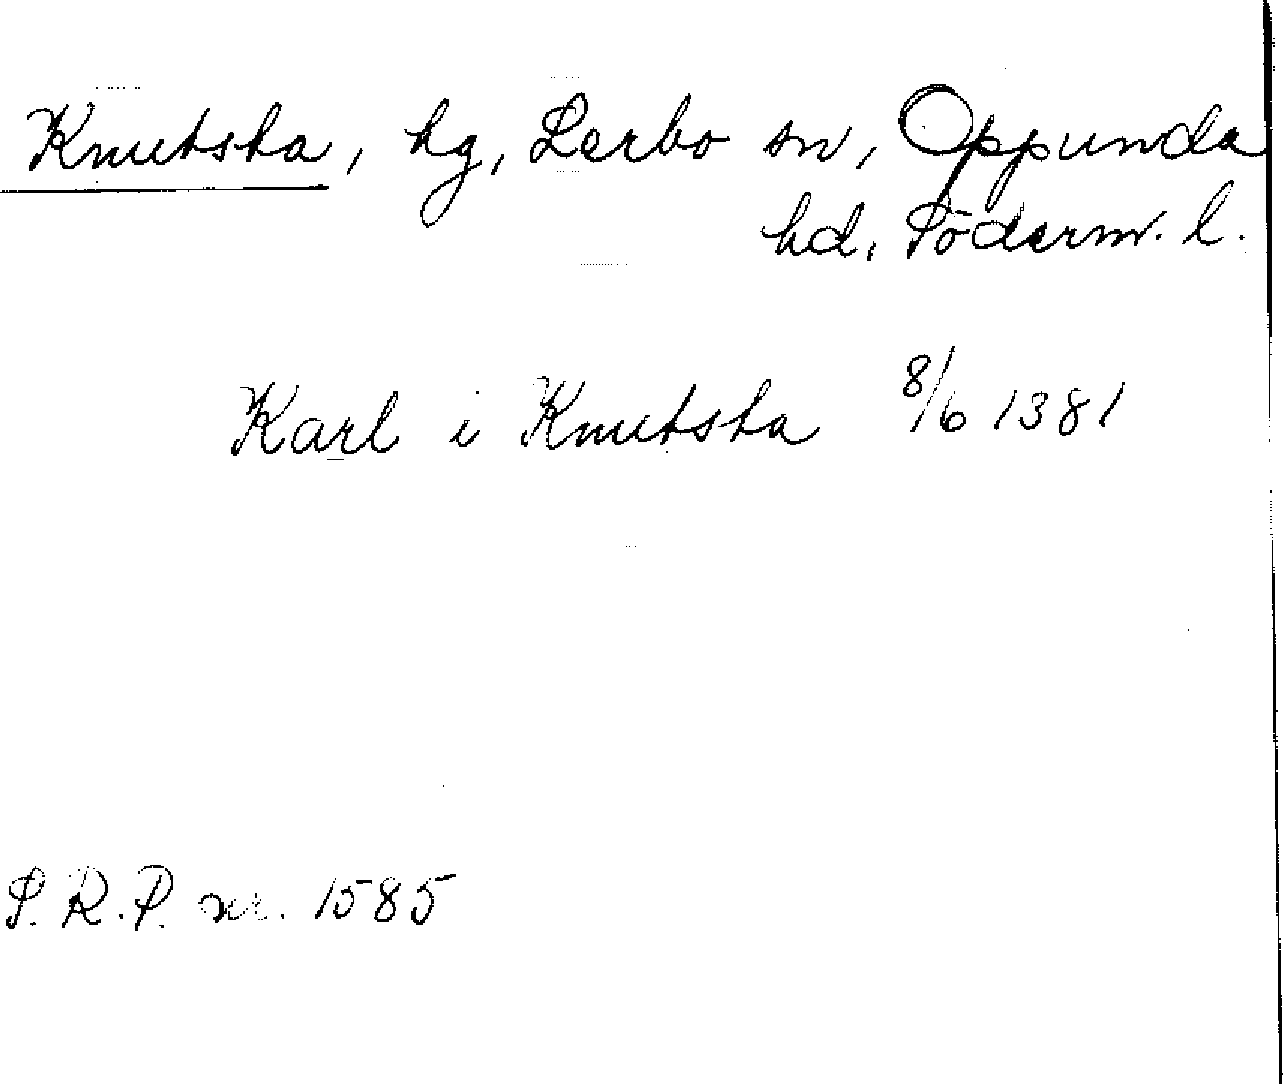 Knutsta, hg, Lerbo sn, Oppunda
hd, Söderm. l.
Karl i Knutsta 8/6 1381
S.R.P. nr. 1585